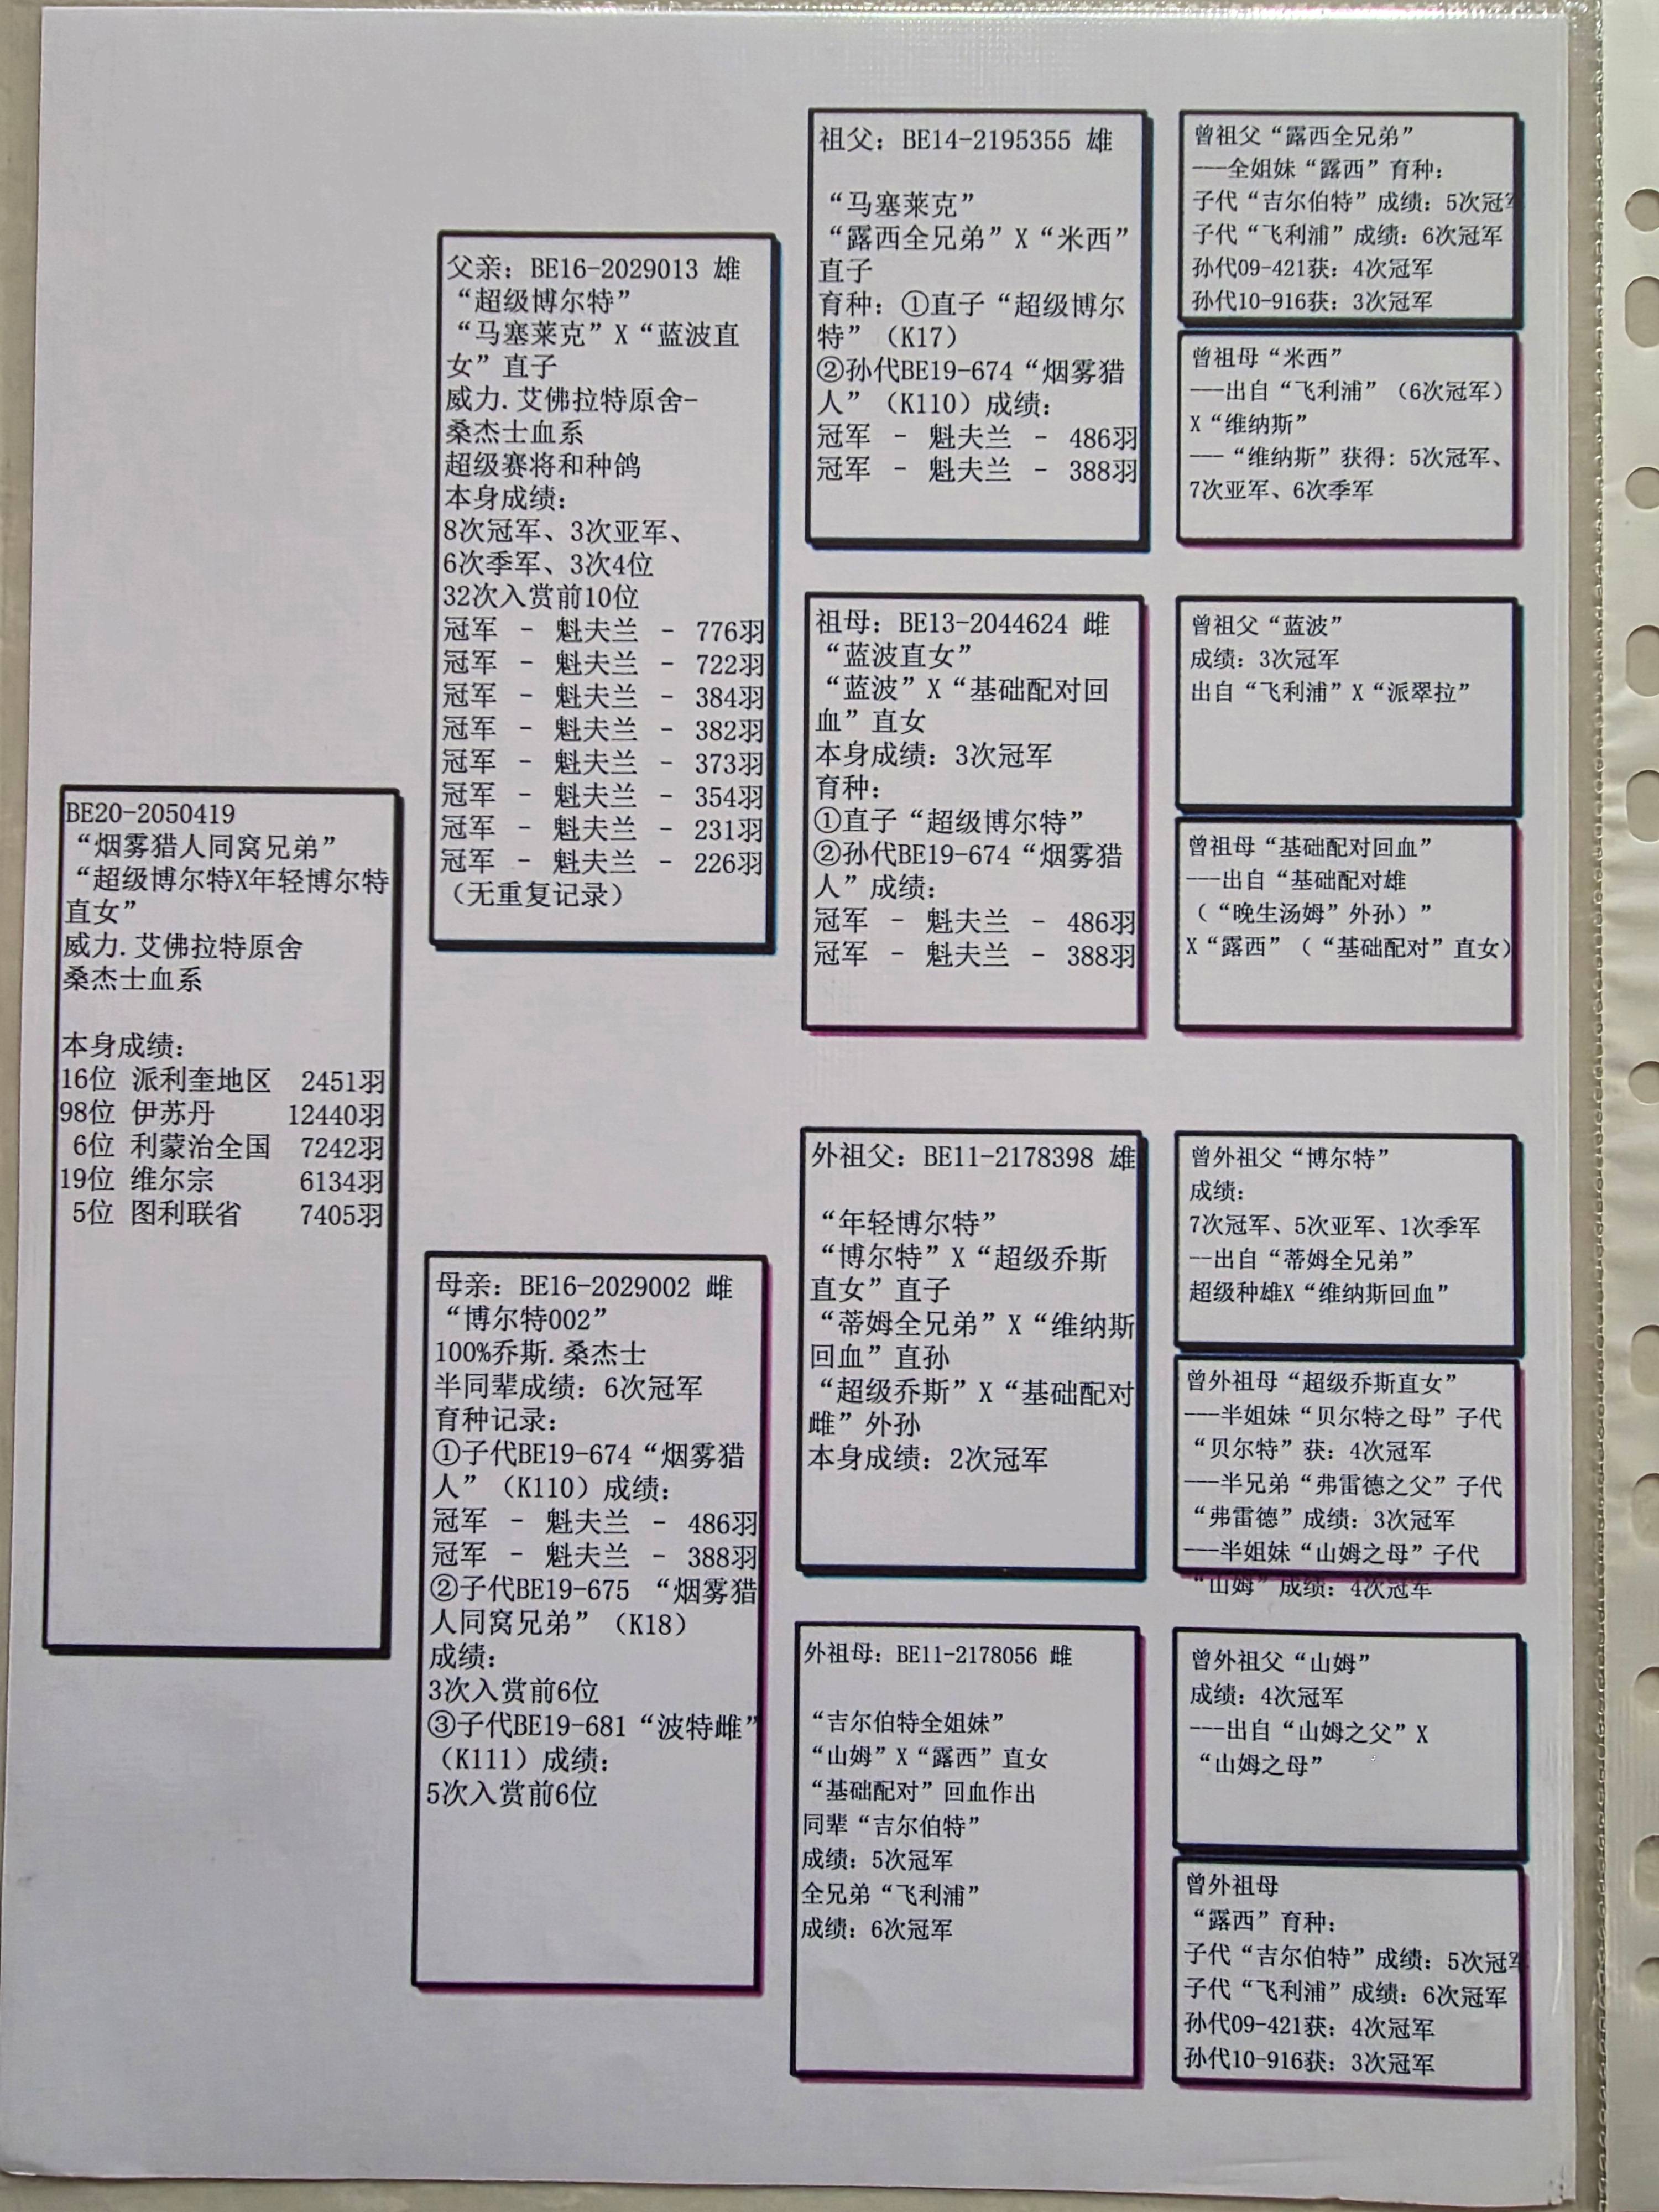 BE20-2050419
“烟雾猎人同窝兄弟”
“超级博尔特X年轻博尔特
直女”
威力.艾佛拉特原舍
桑杰士血系
本身成绩：
16位 派利奎地区 2451羽
98位 伊苏丹 12440羽
6位 利蒙治全国 7242羽
19位 维尔宗 6134羽
5位 图利联省 7405羽
父亲：BE16-2029013 雄
“超级博尔特”
“马塞莱克”X“蓝波直
女”直子
威力.艾佛拉特原舍-
桑杰士血系
超级赛将和种鸽
本身成绩：
8次冠军、3次亚军、
6次季军、3次4位
32次入赏前10位
冠军 - 魁夫兰 - 776羽
冠军 - 魁夫兰 - 722羽
冠军 - 魁夫兰 - 384羽
冠军 - 魁夫兰 - 382羽
冠军 - 魁夫兰 - 373羽
冠军 - 魁夫兰 - 354羽
冠军 - 魁夫兰 - 231羽
冠军 - 魁夫兰 - 226羽
（无重复记录）
母亲：BE16-2029002 雌
“博尔特002”
100%乔斯.桑杰士
半同辈成绩：6次冠军
育种记录：
①子代BE19-674“烟雾猎
人”（K110）成绩：
冠军 - 魁夫兰 - 486羽
冠军 - 魁夫兰 - 388羽
②子代BE19-675 “烟雾猎
人同窝兄弟”（K18）
成绩：
3次入赏前6位
③子代BE19-681“波特雌”
（K111）成绩：
5次入赏前6位
祖父：BE14-2195355 雄
“马塞莱克”
“露西全兄弟”X“米西”
直子
育种：①直子“超级博尔
特”（K17）
②孙代BE19-674“烟雾猎
人”（K110）成绩：
冠军 - 魁夫兰 - 486羽
冠军 - 魁夫兰 - 388羽
祖母：BE13-2044624 雌
“蓝波直女”
“蓝波”X“基础配对回
血”直女
本身成绩：3次冠军
育种：
①直子“超级博尔特”
②孙代BE19-674“烟雾猎
人”成绩：
冠军 - 魁夫兰 - 486羽
冠军 - 魁夫兰 - 388羽
外祖父：BE11-2178398 雄
“年轻博尔特”
“博尔特”X“超级乔斯
直女”直子
“蒂姆全兄弟”X“维纳斯
回血”直孙
“超级乔斯”X“基础配对
雌”外孙
本身成绩：2次冠军
外祖母：BE11-2178056 雌
“吉尔伯特全姐妹”
“山姆”X“露西”直女
“基础配对”回血作出
同辈“吉尔伯特”
成绩：5次冠军
全兄弟“飞利浦”
成绩：6次冠军
曾祖父“露西全兄弟”
---全姐妹“露西”育种：
子代“吉尔伯特”成绩：5次冠军
子代“飞利浦”成绩：6次冠军
孙代09-421获：4次冠军
孙代10-916获：3次冠军
曾祖母“米西”
---出自“飞利浦”（6次冠军）
X“维纳斯”
---“维纳斯”获得：5次冠军、
7次亚军、6次季军
曾祖父“蓝波”
成绩：3次冠军
出自“飞利浦”X“派翠拉”
曾祖母“基础配对回血”
---出自“基础配对雄
（“晚生汤姆”外孙）”
X“露西”（“基础配对”直女）
曾外祖父“博尔特”
成绩：
7次冠军、5次亚军、1次季军
--出自“蒂姆全兄弟”
超级种雄X“维纳斯回血”
曾外祖母“超级乔斯直女”
---半姐妹“贝尔特之母”子代
“贝尔特”获：4次冠军
---半兄弟“弗雷德之父”子代
“弗雷德”成绩：3次冠军
---半姐妹“山姆之母”子代
“山姆”成绩：4次冠军
曾外祖父“山姆”
成绩：4次冠军
---出自“山姆之父”X
“山姆之母”
曾外祖母
“露西”育种：
子代“吉尔伯特”成绩：5次冠军
子代“飞利浦”成绩：6次冠军
孙代09-421获：4次冠军
孙代10-916获：3次冠军